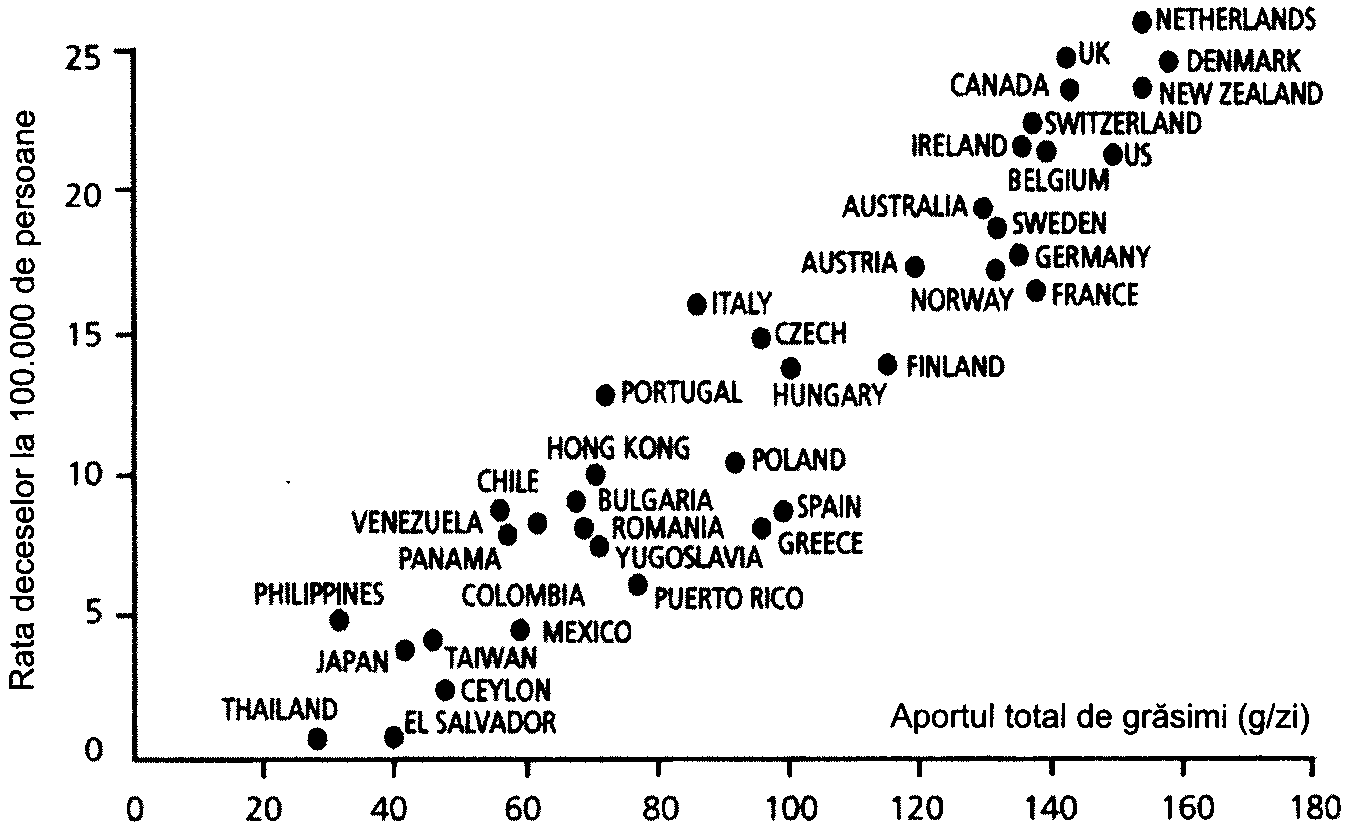 Rata deceselor la 100.000 de persoane
25
20
15
10
5
0
NETHERLANDS
UK
DENMARK
CANADA
NEW ZEALAND
SWITZERLAND
IRELAND
US
BELGIUM
AUSTRALIA
SWEDEN
AUSTRIA
GERMANY
NORWAY
FRANCE
ITALY
CZECH
FINLAND
PORTUGAL
HUNGARY
HONG KONG
POLAND
CHILE
BULGARIA
SPAIN
VENEZUELA
ROMANIA
GREECE
PANAMA
YUGOSLAVIA
PHILIPPINES
COLOMBIA
PUERTO RICO
MEXICO
JAPAN
TAIWAN
CEYLON
THAILAND
EL SALVADOR
Aportul total de grăsimi (g/zi)
0 20 40 60 80 100 120 140 160 180